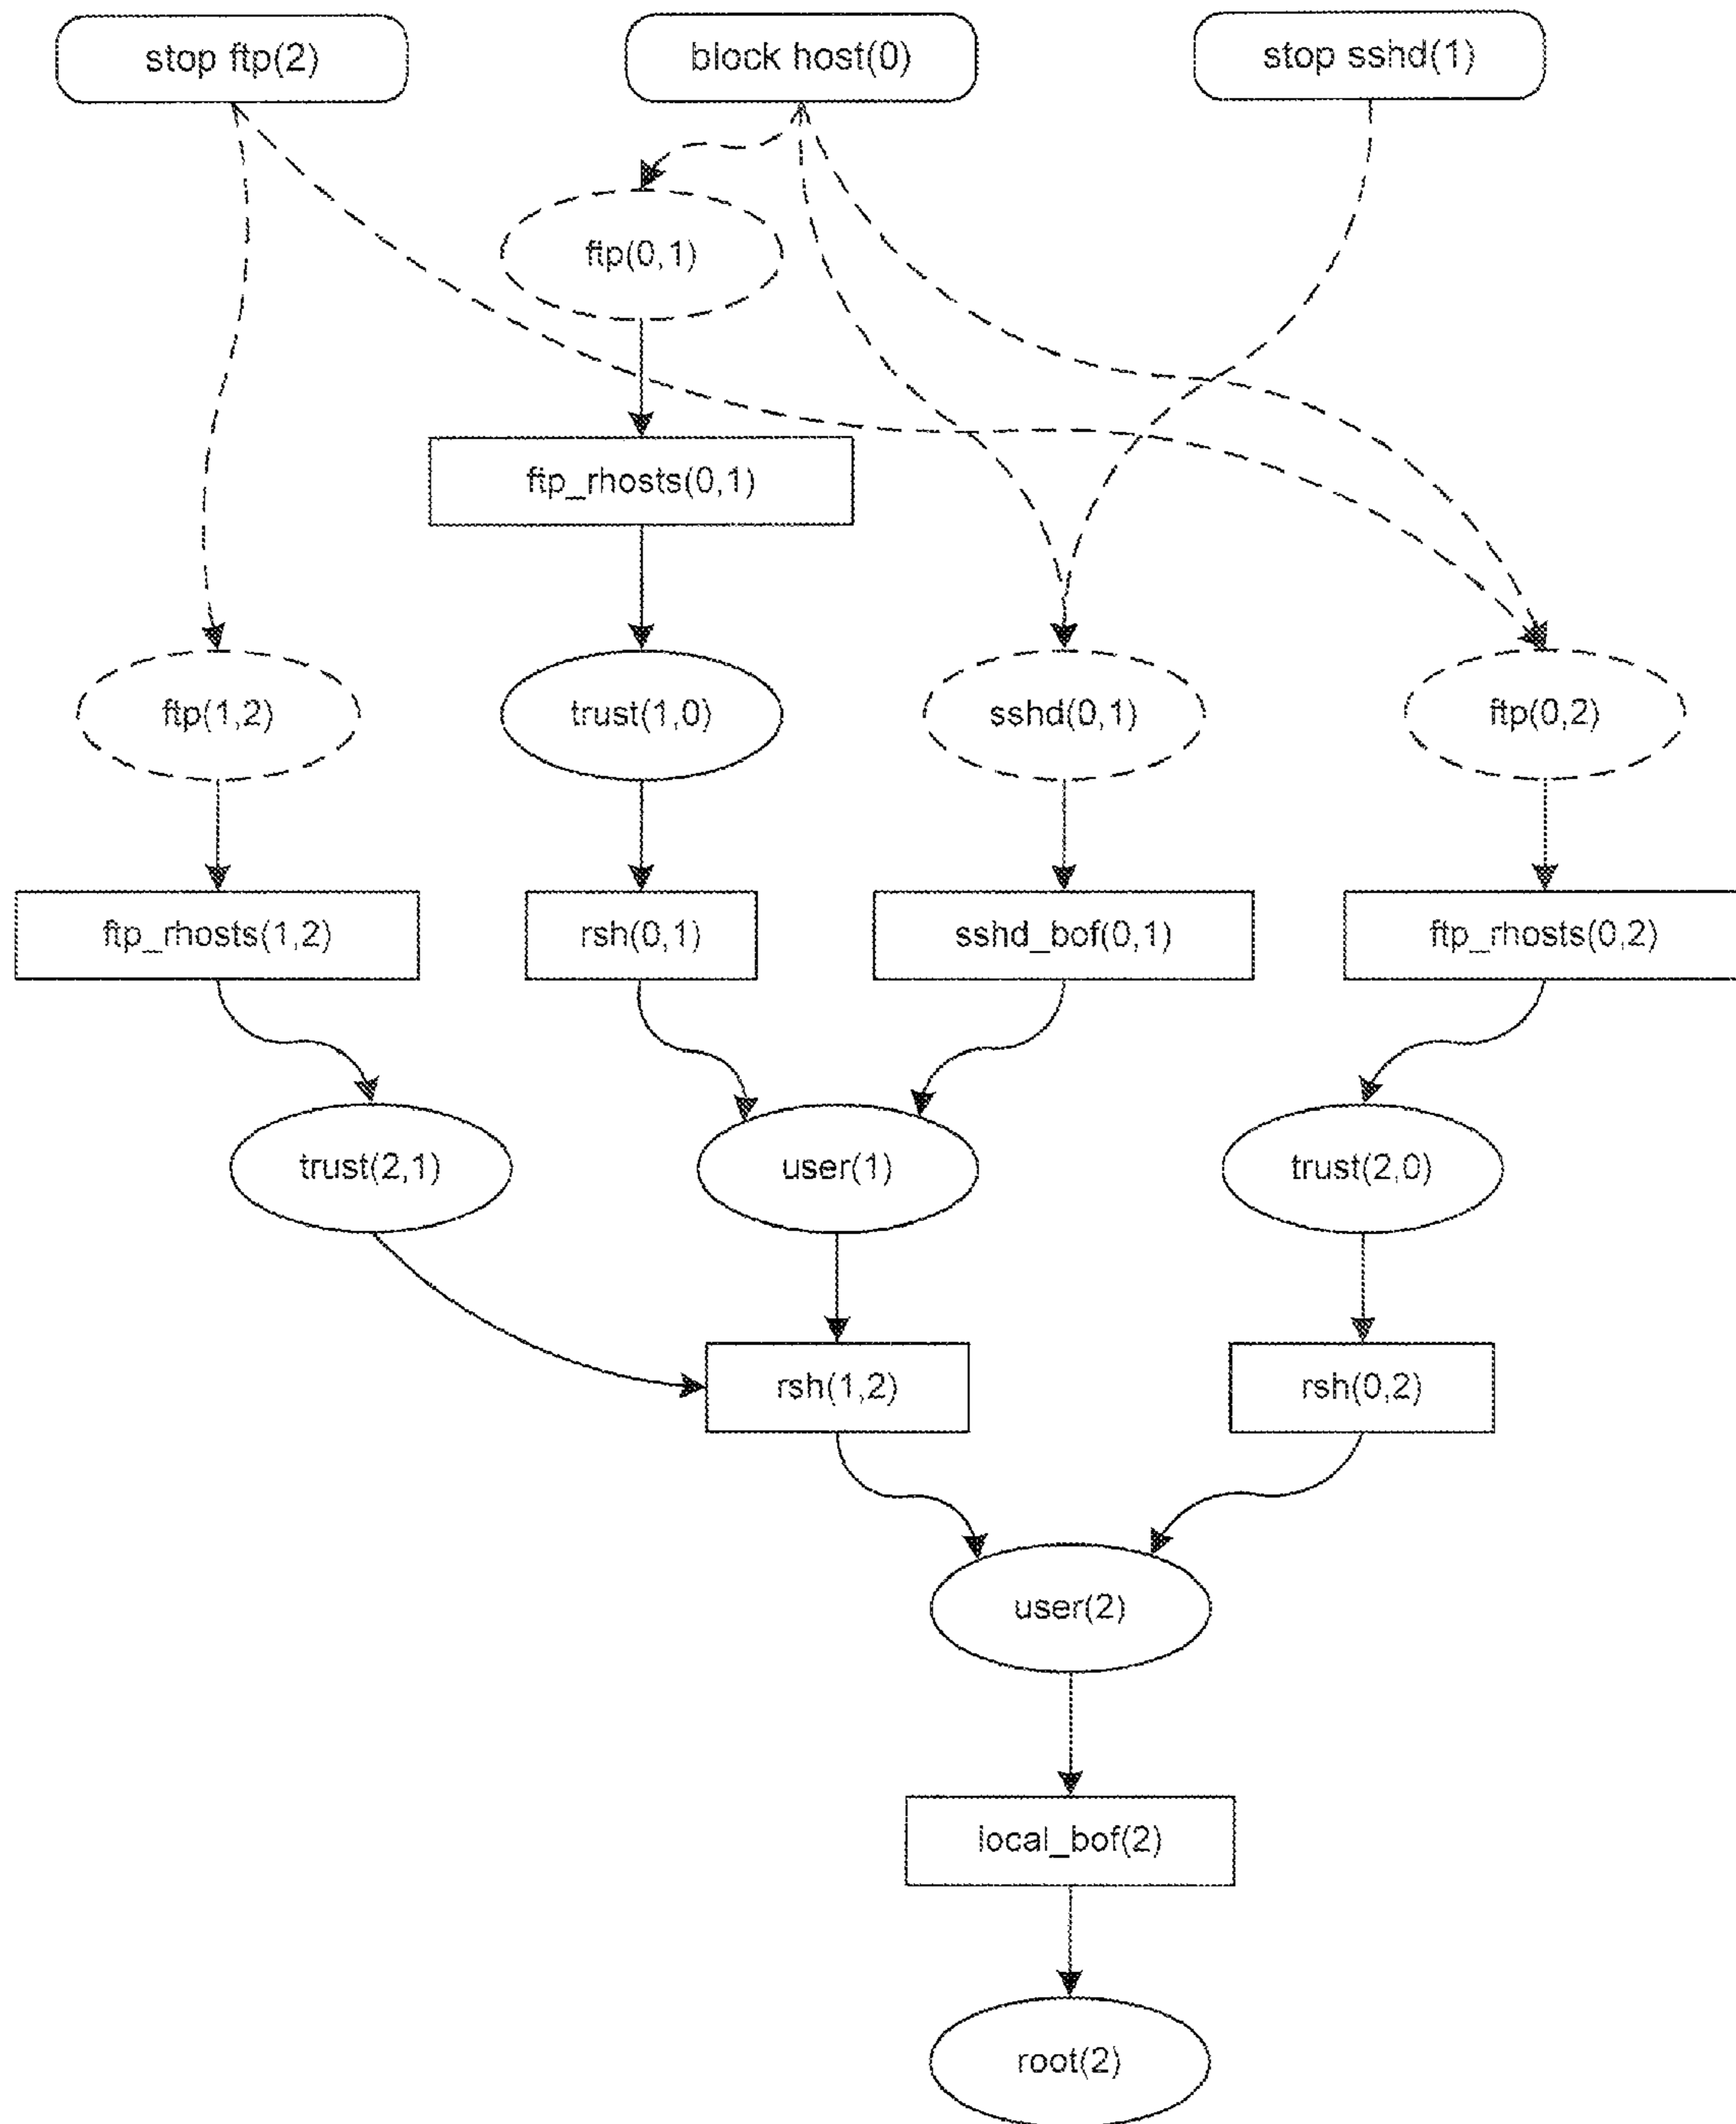 stop ftp(2)
block host(0)
stop sshd(1)
ftp(0,1)
ftp_rhosts(0,1)
ftp(1,2)
trust(1,0)
sshd(0,1)
ftp(0,2)
ftp_rhosts(1,2)
rsh(0,1)
sshd_bof(0,1)
ftp_rhosts(0,2)
trust(2,1)
user(1)
trust(2,0)
rsh(1,2)
rsh(0,2)
user(2)
local_bof(2)
root(2)